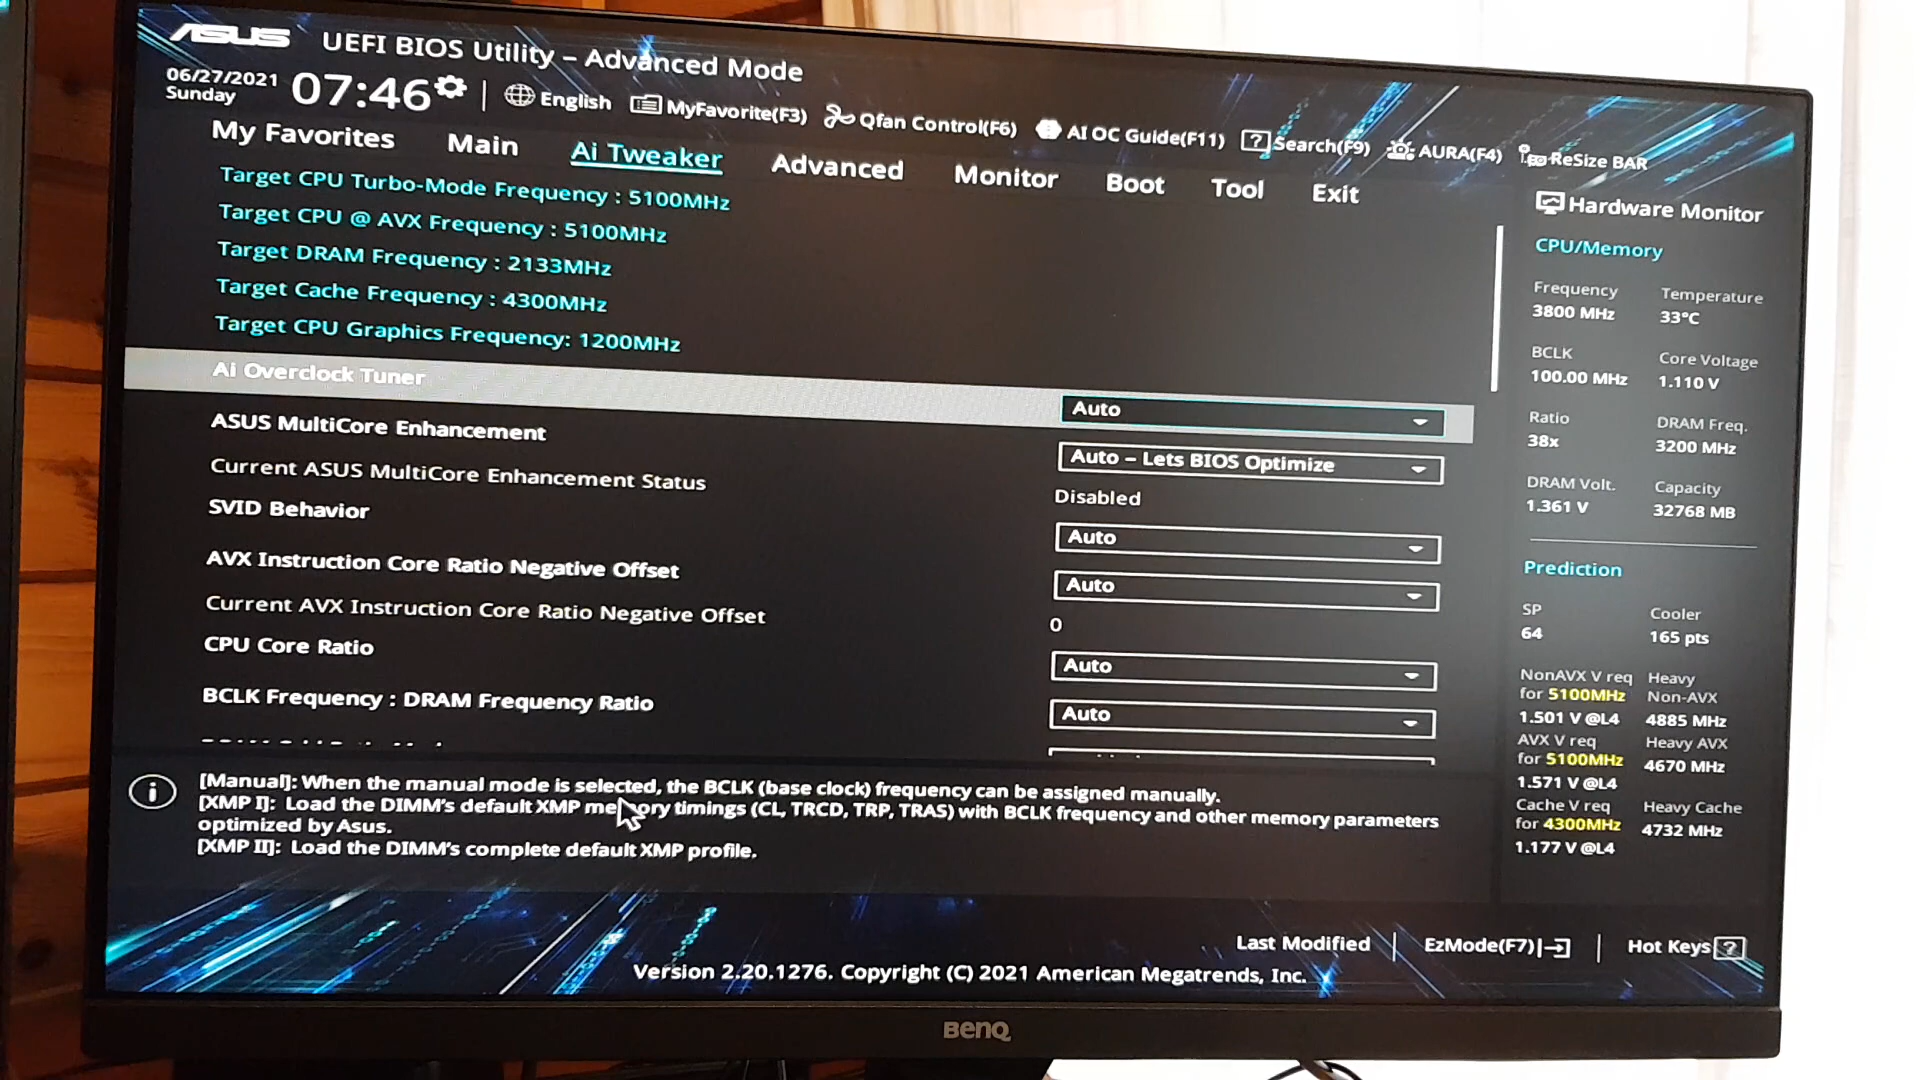 ASUS UEFI BIOS Utility – Advanced Mode
06/27/2021
Sunday
07:46
English
MyFavorite(F3)
Qfan Control(F6)
AI OC Guide(F11)
Search(F9)
AURA(F4)
ReSize BAR
My Favorites
Main
Ai Tweaker
Advanced
Monitor
Boot
Tool
Exit
Target CPU Turbo-Mode Frequency : 5100MHz
Target CPU @ AVX Frequency : 5100MHz
Target DRAM Frequency : 2133MHz
Target Cache Frequency : 4300MHz
Target CPU Graphics Frequency: 1200MHz
Ai Overclock Tuner
Auto
ASUS MultiCore Enhancement
Auto – Lets BIOS Optimize
Current ASUS MultiCore Enhancement Status
Disabled
SVID Behavior
Auto
AVX Instruction Core Ratio Negative Offset
Auto
Current AVX Instruction Core Ratio Negative Offset
0
CPU Core Ratio
Auto
BCLK Frequency : DRAM Frequency Ratio
Auto
[Manual]: When the manual mode is selected, the BCLK (base clock) frequency can be assigned manually.
[XMP I]: Load the DIMM's default XMP memory timings (CL, TRCD, TRP, TRAS) with BCLK frequency and other memory parameters
optimized by Asus.
[XMP II]: Load the DIMM's complete default XMP profile.
Hardware Monitor
CPU/Memory
Frequency Temperature
3800 MHz 33°C
BCLK Core Voltage
100.00 MHz 1.110 V
Ratio DRAM Freq.
38x 3200 MHz
DRAM Volt. Capacity
1.361 V 32768 MB
Prediction
SP Cooler
64 165 pts
NonAVX V req Heavy
for 5100MHz Non-AVX
1.501 V @L4 4885 MHz
AVX V req Heavy AVX
for 5100MHz 4670 MHz
1.571 V @L4
Cache V req Heavy Cache
for 4300MHz 4732 MHz
1.177 V @L4
Last Modified
EzMode(F7)
Hot Keys ?
Version 2.20.1276. Copyright (C) 2021 American Megatrends, Inc.
BenQ